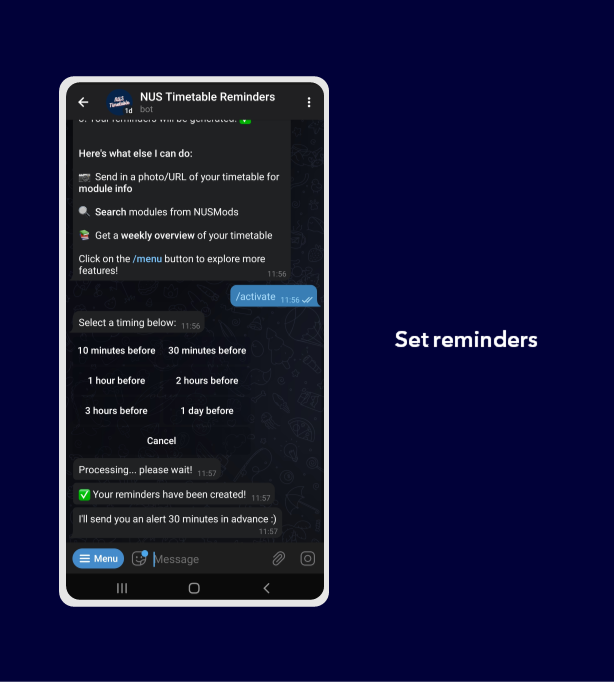 NUS Timetable Reminders
1d
bot
3. Your reminders will be generated! ✅
Here's what else I can do:
📷 Send in a photo/URL of your timetable for
module info
🔍 Search modules from NUSMods
📚 Get a weekly overview of your timetable
Click on the /menu button to explore more
features!
11:56
/activate 11:56
Select a timing below: 11:56
10 minutes before 30 minutes before
1 hour before 2 hours before
3 hours before 1 day before
Cancel
Processing... please wait! 11:57
✅ Your reminders have been created! 11:57
I'll send you an alert 30 minutes in advance :)
11:57
Menu Message
Set reminders